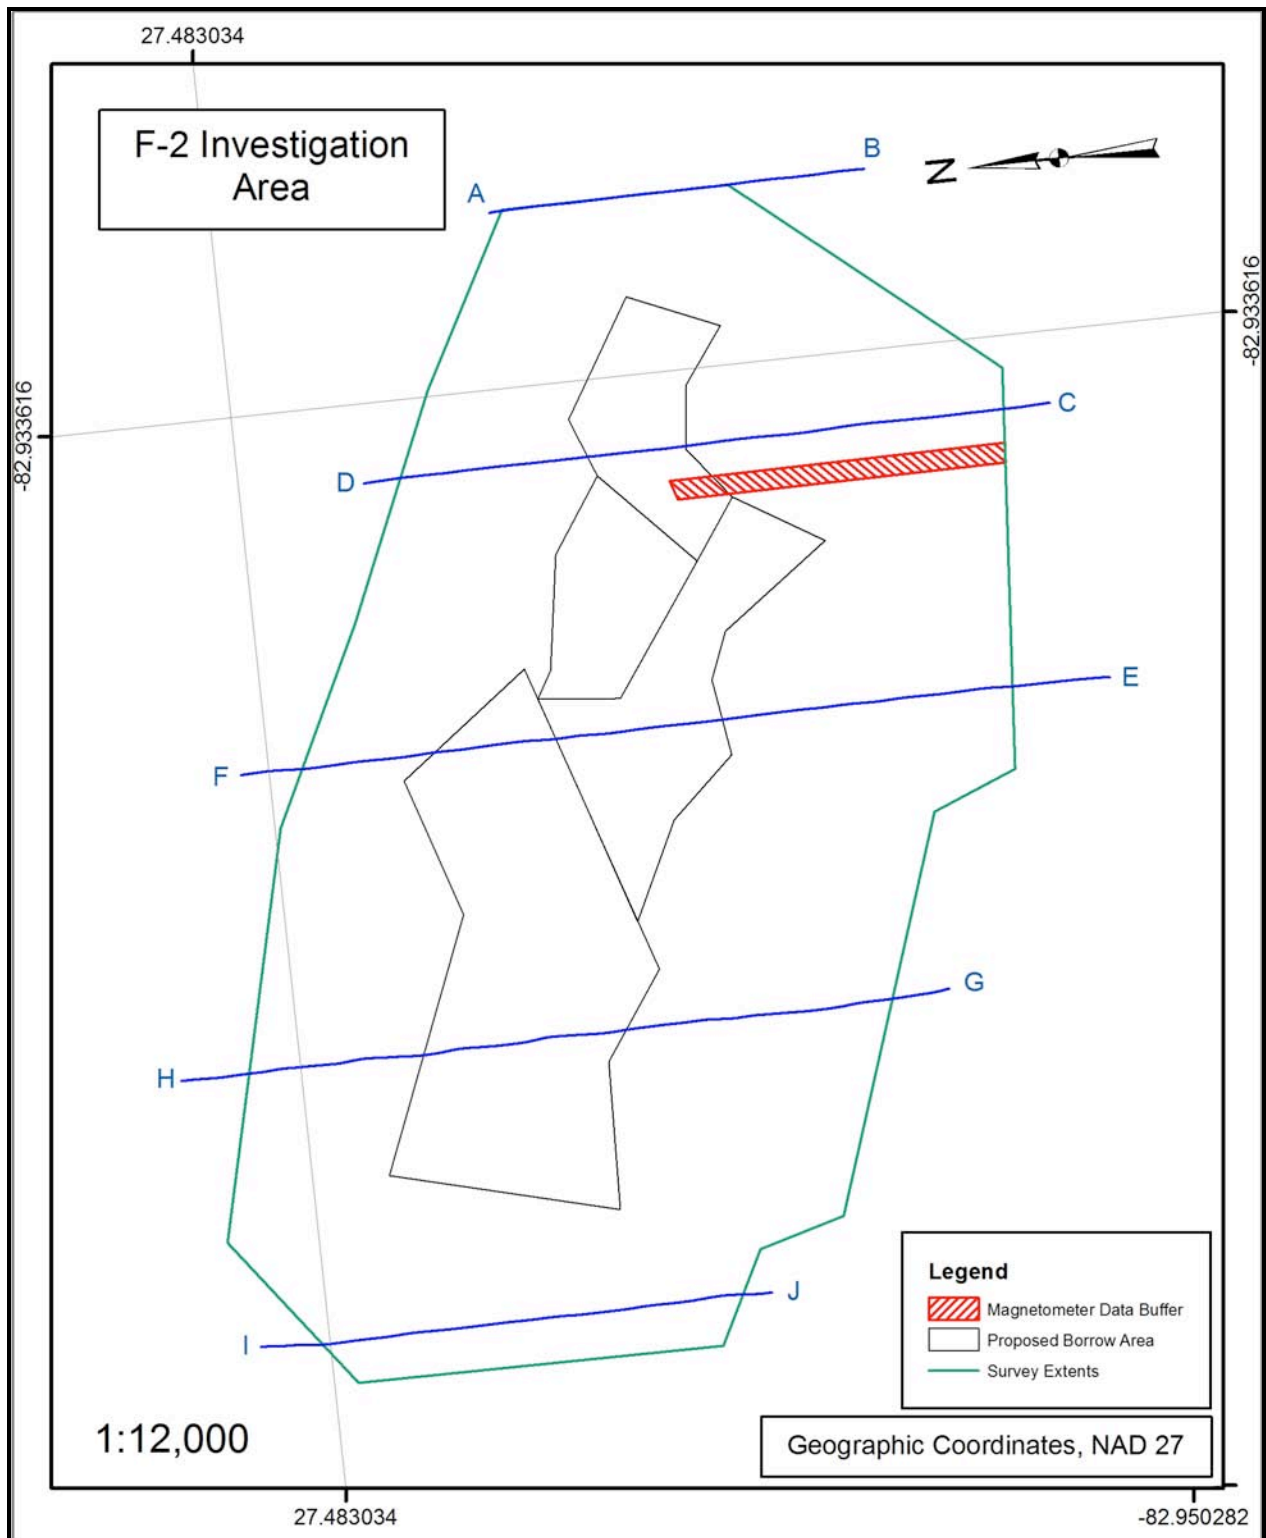 27.483034
F-2 Investigation
Area
A
B
N
-82.933616
-82.933616
C
D
E
F
G
H
I
J
Legend
Magnetometer Data Buffer
Proposed Borrow Area
Survey Extents
1:12,000
Geographic Coordinates, NAD 27
27.483034
-82.950282